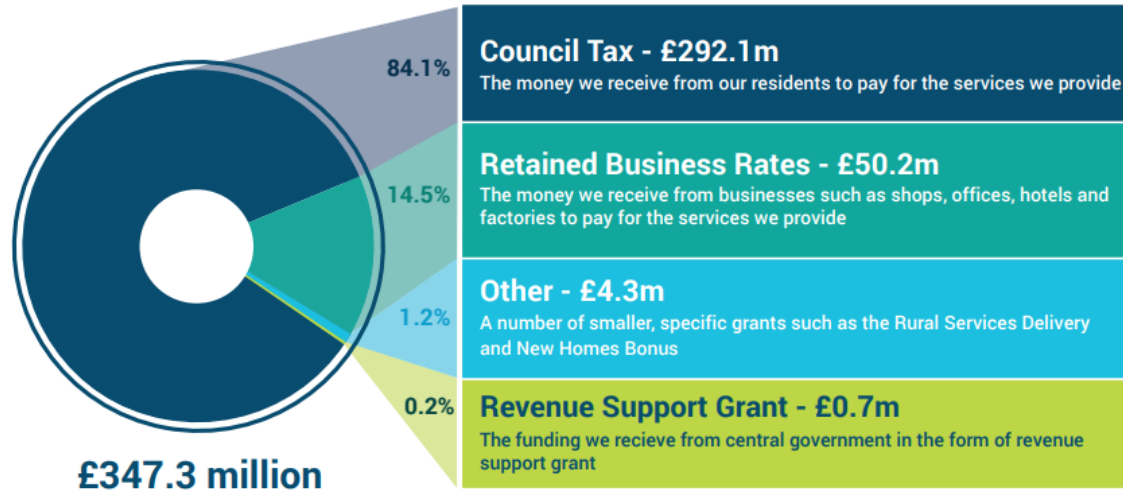 84.1%
Council Tax - £292.1m
The money we receive from our residents to pay for the services we provide
14.5%
Retained Business Rates - £50.2m
The money we receive from businesses such as shops, offices, hotels and
factories to pay for the services we provide
1.2%
Other - £4.3m
A number of smaller, specific grants such as the Rural Services Delivery
and New Homes Bonus
0.2%
Revenue Support Grant - £0.7m
The funding we recieve from central government in the form of revenue
support grant
£347.3 million